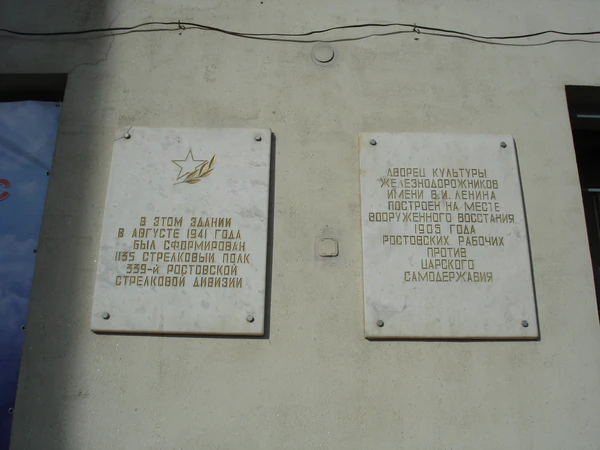 В ЭТОМ ЗДАНИИ
В АВГУСТЕ 1941 ГОДА
БЫЛ СФОРМИРОВАН
1135 СТРЕЛКОВЫЙ ПОЛК
339-й РОСТОВСКОЙ
СТРЕЛКОВОЙ ДИВИЗИИ
ДВОРЕЦ КУЛЬТУРЫ
ЖЕЛЕЗНОДОРОЖНИКОВ
ИМЕНИ В.И. ЛЕНИНА
ПОСТРОЕН НА МЕСТЕ
ВООРУЖЕННОГО ВОССТАНИЯ
1905 ГОДА
РОСТОВСКИХ РАБОЧИХ
ПРОТИВ
ЦАРСКОГО
САМОДЕРЖАВИЯ